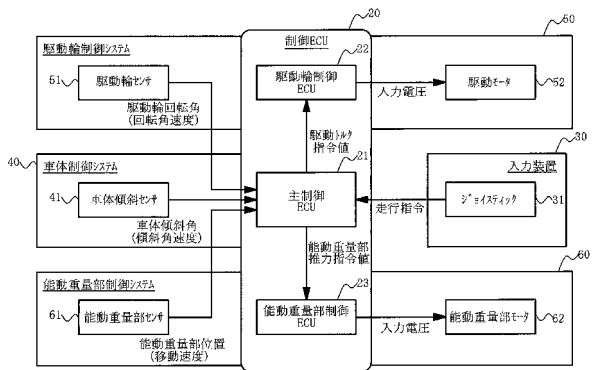 20
50
制御ECU
駆動輪制御システム
51
駆動輪センサ
22
駆動輪制御
ECU
入力電圧
駆動モータ
52
駆動輪回転角
(回転角速度)
駆動トルク
指令値
40
車体制御システム
41
車体傾斜センサ
車体傾斜角
(傾斜角速度)
21
主制御
ECU
走行指令
30
入力装置
ジョイスティック
31
能動重量部
推力指令値
60
能動重量部制御システム
61
能動重量部センサ
能動重量部位置
(移動速度)
23
能動重量部制御
ECU
入力電圧
能動重量部モータ
62